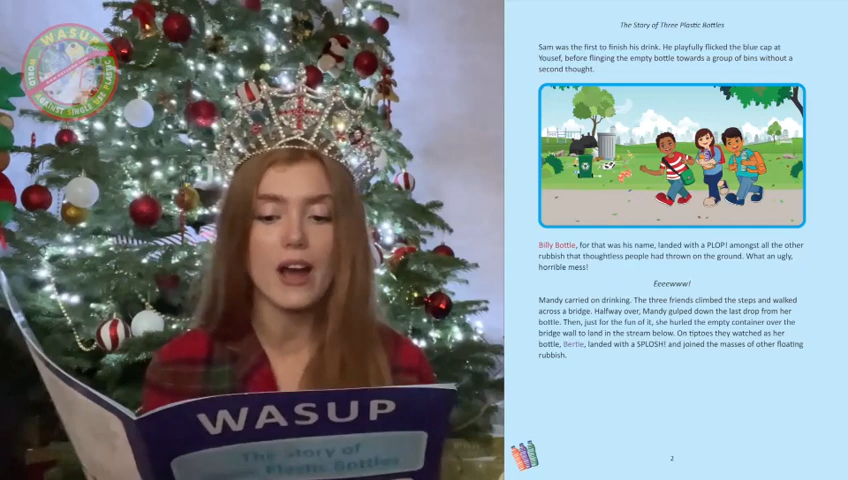 WASUP
WORLD AGAINST SINGLE USE PLASTIC
WASUP
The Story of
Plastic Bottles
The Story of Three Plastic Bottles
Sam was the first to finish his drink. He playfully flicked the blue cap at
Yousef, before flinging the empty bottle towards a group of bins without a
second thought.
Billy Bottle, for that was his name, landed with a PLOP! amongst all the other
rubbish that thoughtless people had thrown on the ground. What an ugly,
horrible mess!
Eeeewww!
Mandy carried on drinking. The three friends climbed the steps and walked
across a bridge. Halfway over, Mandy gulped down the last drop from her
bottle. Then, just for the fun of it, she hurled the empty container over the
bridge wall to land in the stream below. On tiptoes they watched as her
bottle, Bertie, landed with a SPLOSH! and joined the masses of other floating
rubbish.
2